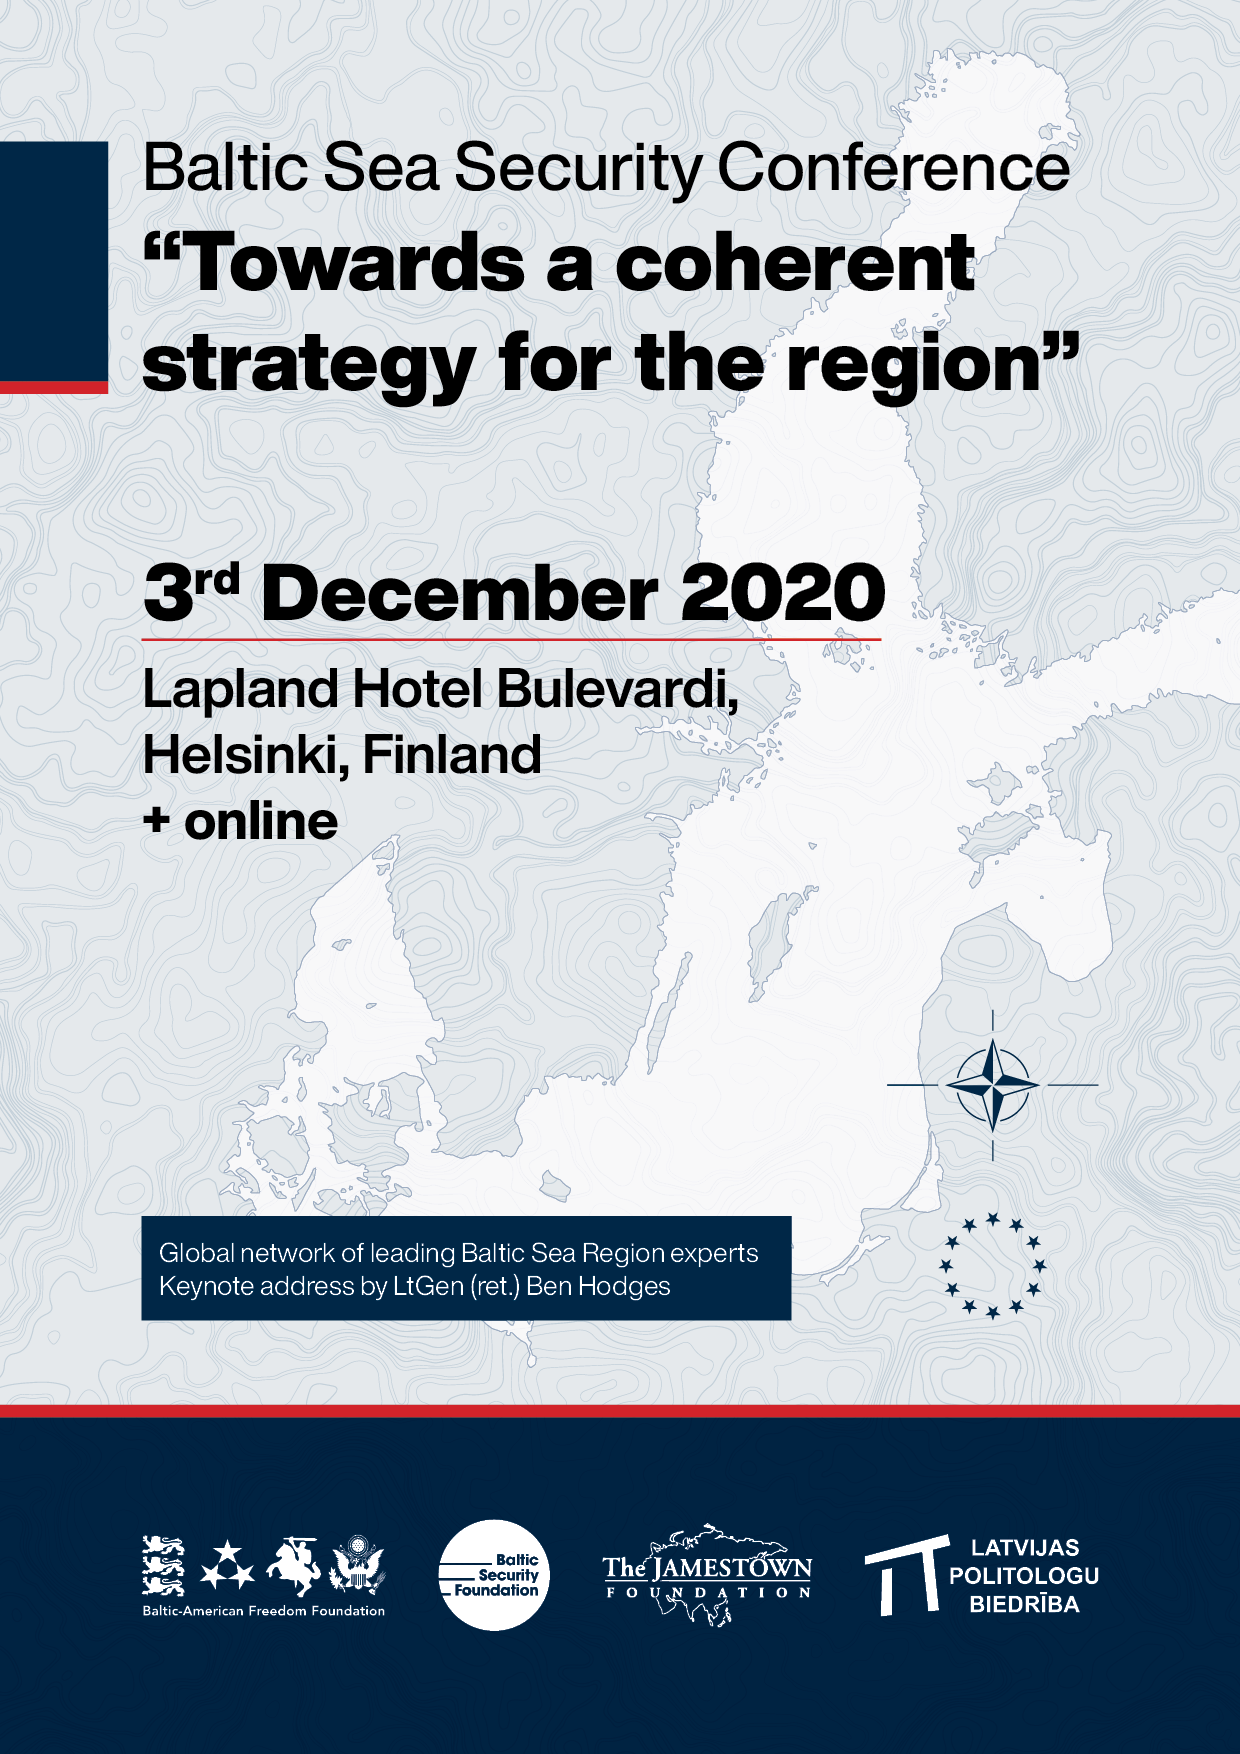 Baltic Sea Security Conference
“Towards a coherent
strategy for the region”
3rd December 2020
Lapland Hotel Bulevardi,
Helsinki, Finland
+ online
Global network of leading Baltic Sea Region experts
Keynote address by LtGen (ret.) Ben Hodges
Baltic-American Freedom Foundation
Baltic
Security
Foundation
The JAMESTOWN
FOUNDATION
LATVIJAS
POLITOLOGU
BIEDRĪBA